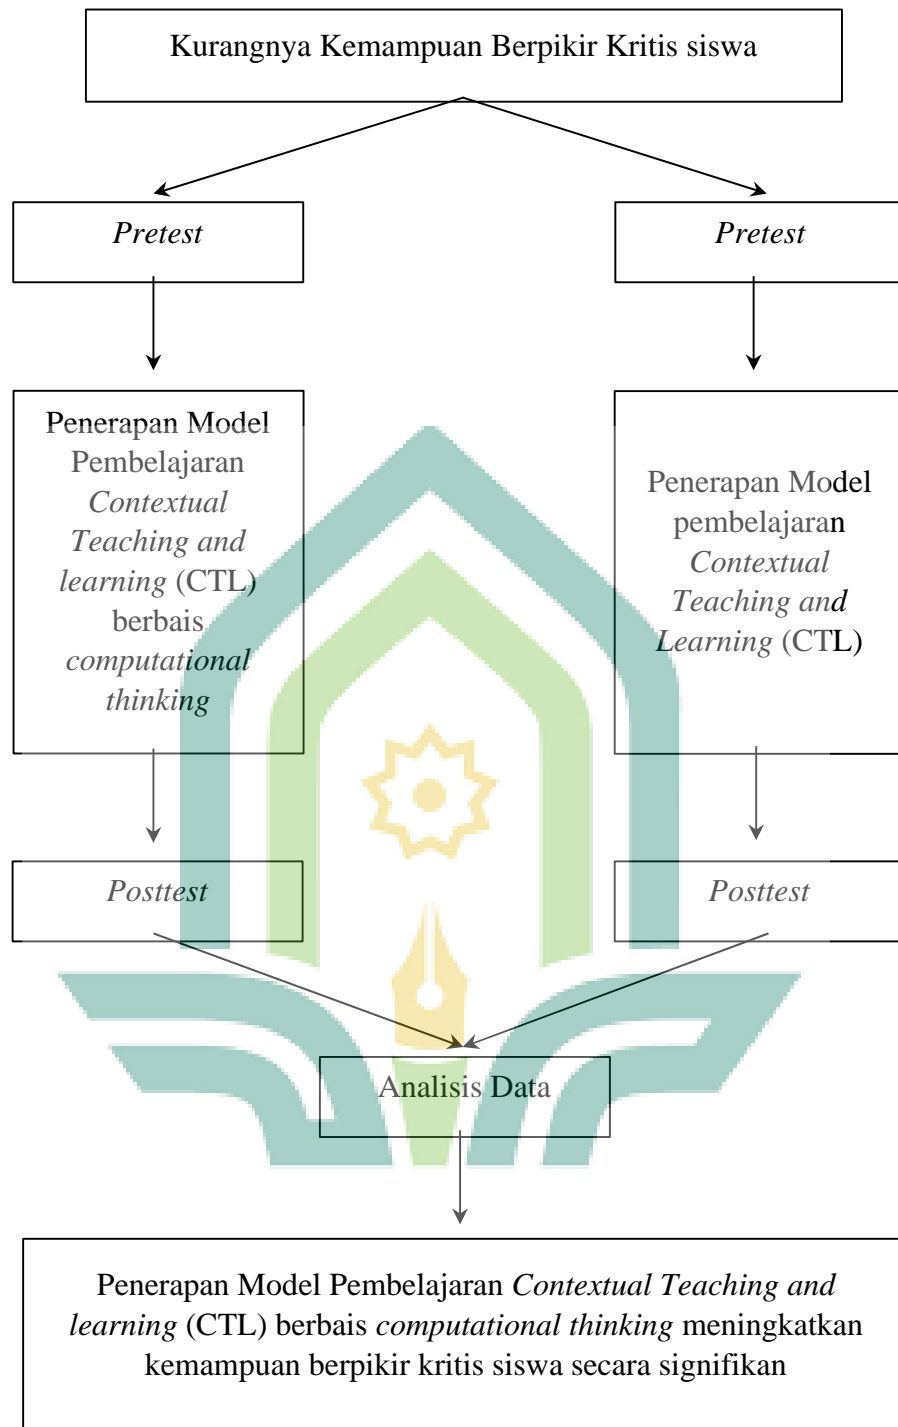 Kurangnya Kemampuan Berpikir Kritis siswa
Pretest
Pretest
Penerapan Model
Pembelajaran
Contextual
Teaching and
learning (CTL)
berbais
computational
thinking
Penerapan Model
pembelajaran
Contextual
Teaching and
Learning (CTL)
Posttest
Posttest
Analisis Data
Penerapan Model Pembelajaran Contextual Teaching and
learning (CTL) berbais computational thinking meningkatkan
kemampuan berpikir kritis siswa secara signifikan